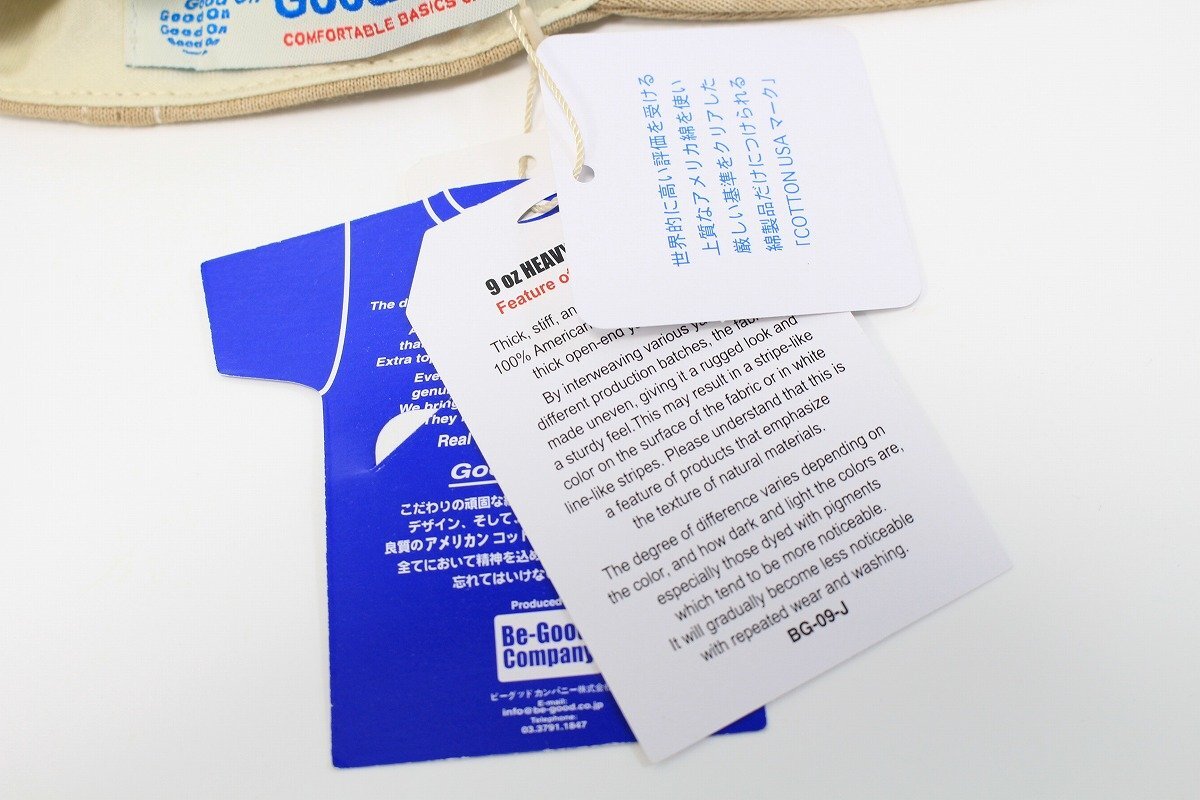 Good On
Good On
Good On
Good
COMFORTABLE BASICS
世界的に高い評価を受ける
上質なアメリカ綿を使い
厳しい基準をクリアした
綿製品だけにつけられる
「COTTON USA マーク」
9 oz HEAVY
Feature of
Thick, stiff, an
100% American
thick open-end
By interweaving various
different production batches, the
made uneven, giving it a rugged look and
a sturdy feel.This may result in a stripe-like
color on the surface of the fabric or in white
line-like stripes. Please understand that this is
a feature of products that emphasize
the texture of natural materials.
The degree of difference varies depending on
the color, and how dark and light the colors are,
especially those dyed with pigments
which tend to be more noticeable.
It will gradually become less noticeable
with repeated wear and washing.
BG-09-J
The
Extra
We bring
They
Real
こだわりの頑固な
デザイン、そして
良質のアメリカン コット
全てにおいて精神を込め
忘れてはいけな
Produced
Be-Good
Company
ビーグッド カンパニー株式会
E-mail:
info@be-good.co.jp
Telephone:
03.3791.1847